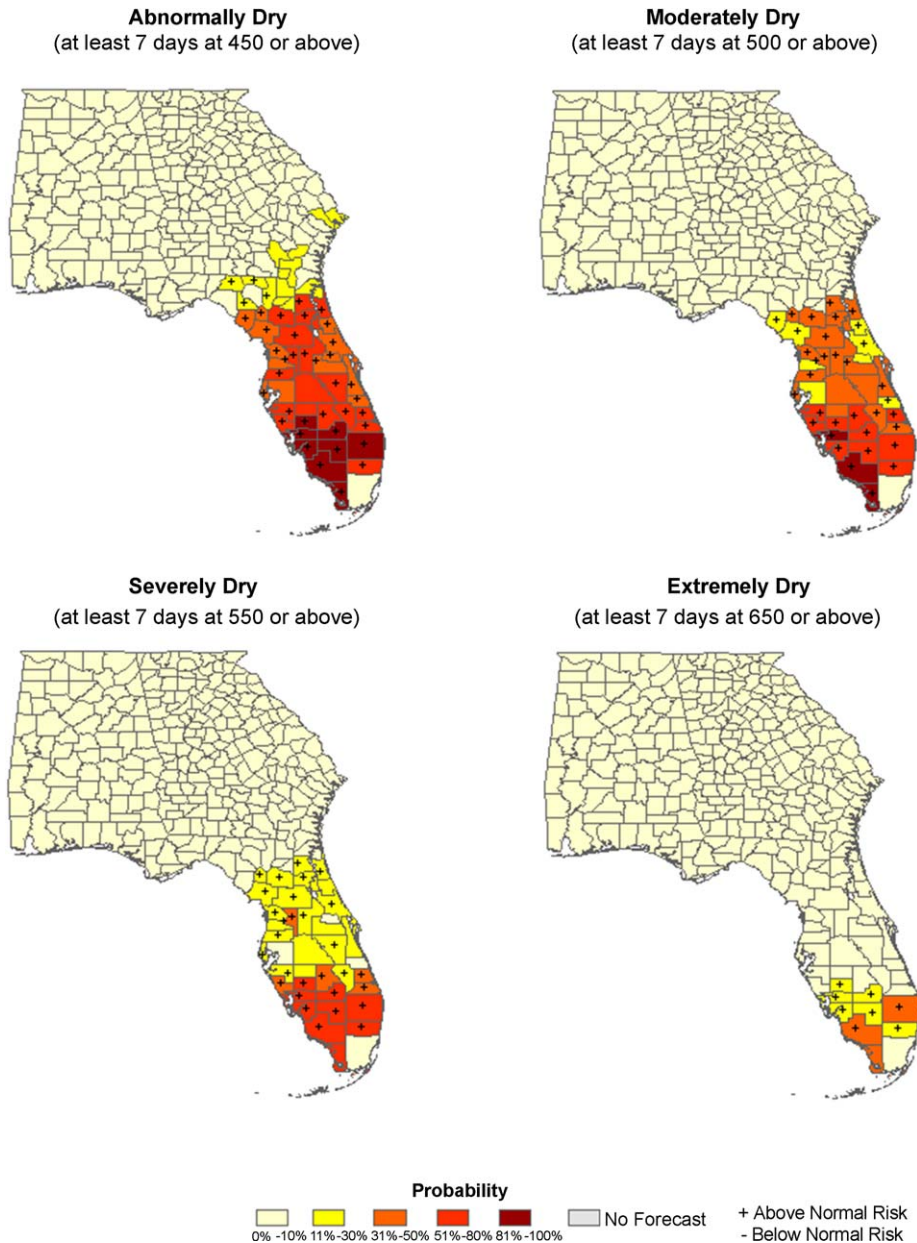 Abnormally Dry
(at least 7 days at 450 or above)
Moderately Dry
(at least 7 days at 500 or above)
Severely Dry
(at least 7 days at 550 or above)
Extremely Dry
(at least 7 days at 650 or above)
Probability
No Forecast
+ Above Normal Risk
- Below Normal Risk
0% -10% 11%-30% 31%-50% 51%-80% 81% -100%